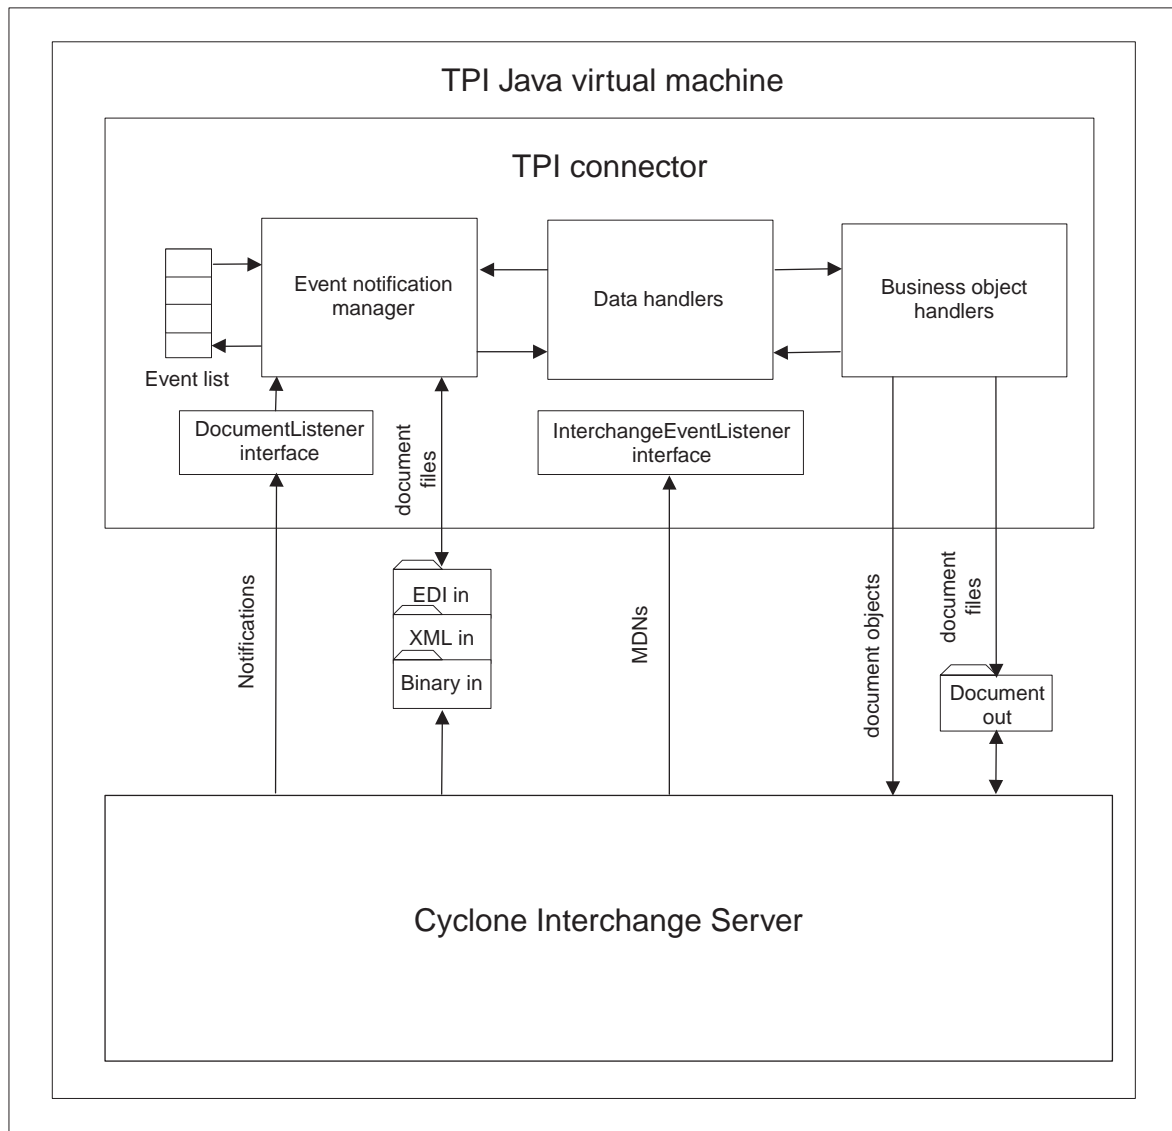 TPI Java virtual machine
TPI connector
Event notification
manager
Data handlers
Business object
handlers
Event list
DocumentListener
interface
document
files
InterchangeEventListener
interface
Notifications
EDI in
XML in
Binary in
MDNs
document objects
document
files
Document
out
Cyclone Interchange Server